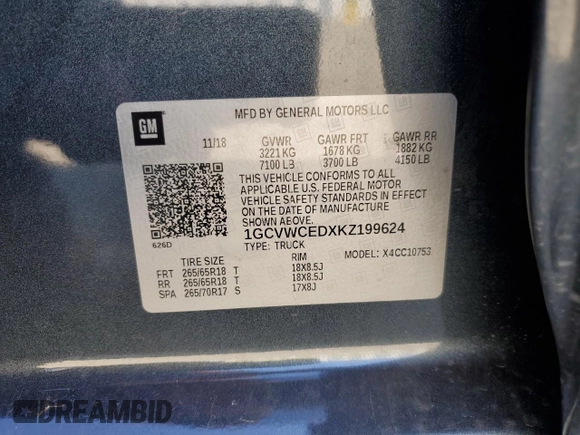 MFD BY GENERAL MOTORS LLC
GM
11/18 GVWR GAWR FRT GAWR RR
3221 KG 1678 KG 1882 KG
7100 LB 3700 LB 4150 LB
THIS VEHICLE CONFORMS TO ALL
APPLICABLE U.S. FEDERAL MOTOR
VEHICLE SAFETY STANDARDS IN EFFECT
ON THE DATE OF MANUFACTURE
SHOWN ABOVE.
1GCVWCEDXKZ199624
626D
TYPE: TRUCK
MODEL: X4CC10753
TIRE SIZE RIM
FRT 265/65R18 T 18X8.5J
RR 265/65R18 T 18X8.5J
SPA 265/70R17 S 17X8J
DREAMBID